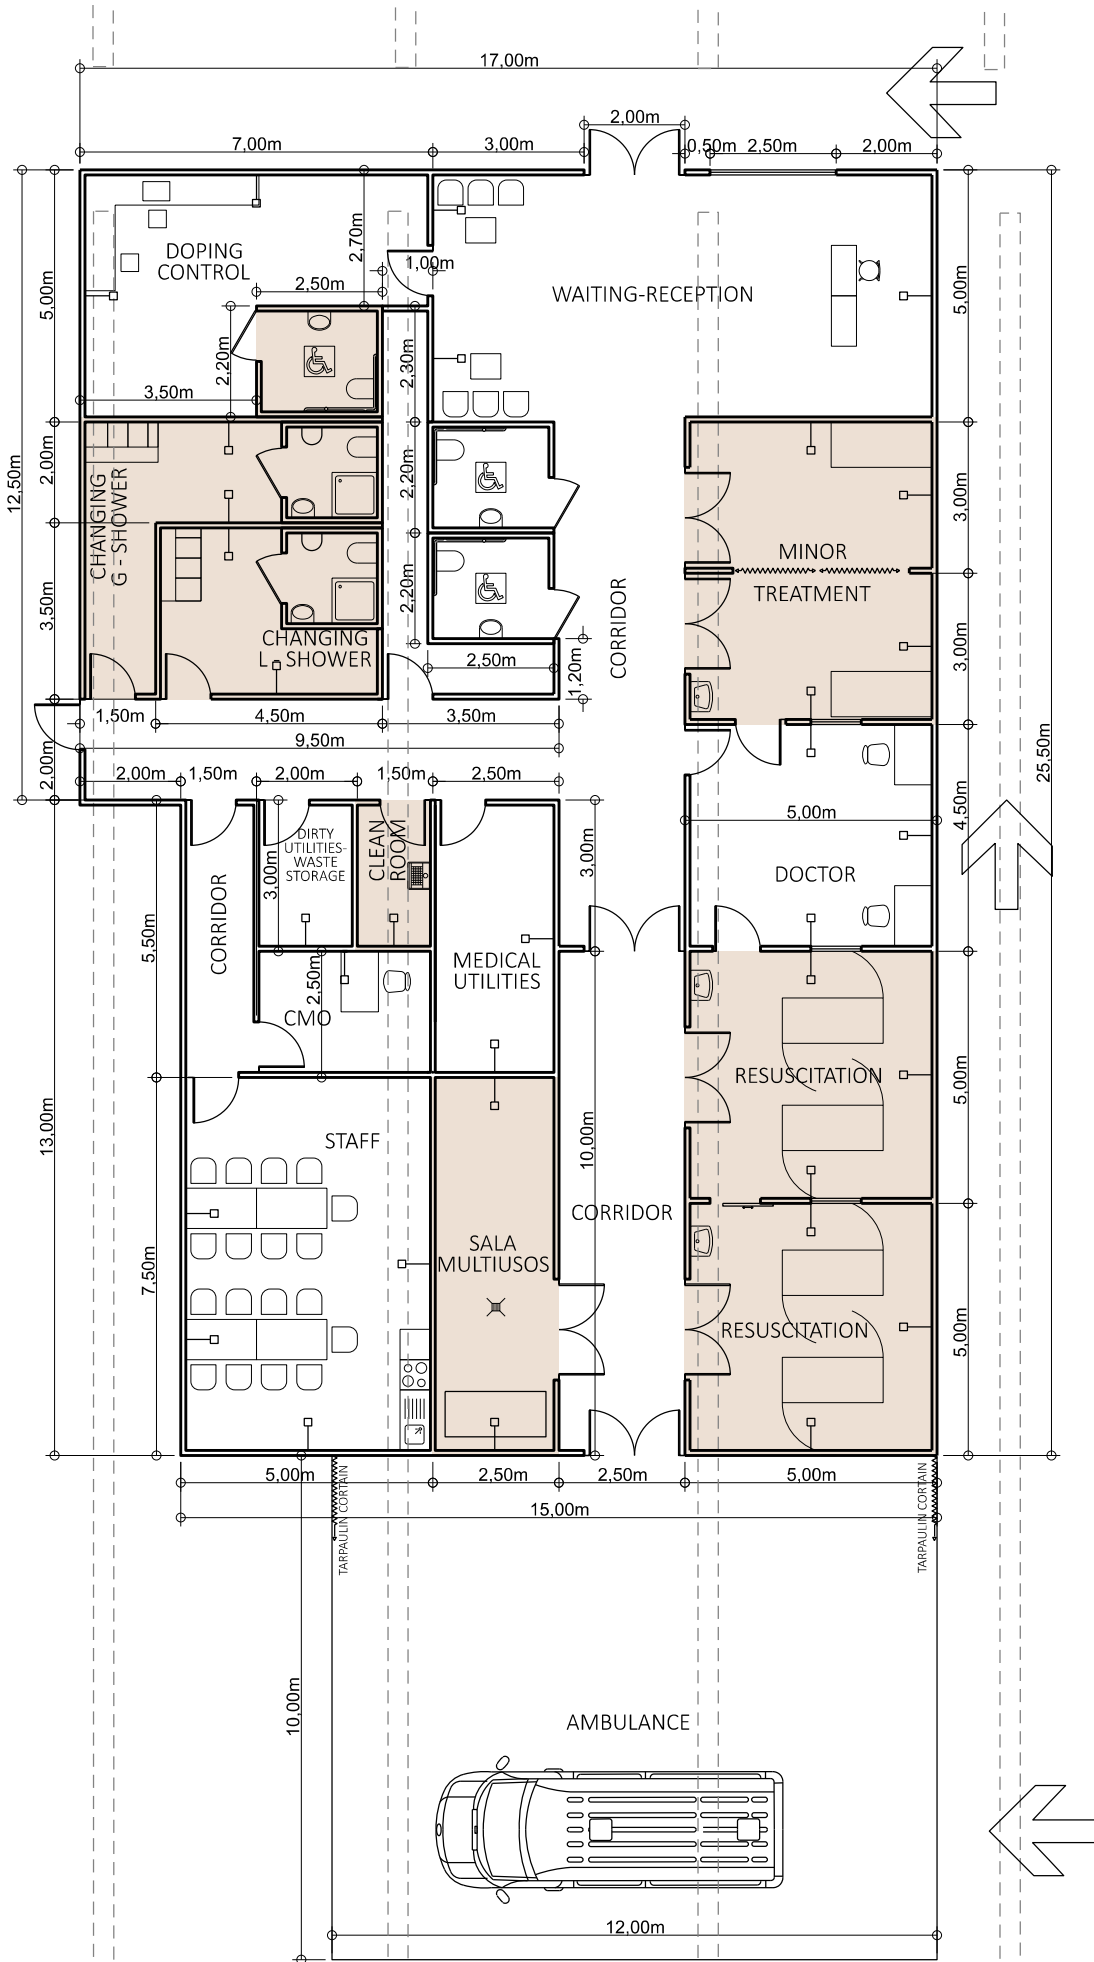 17,00m
2,00m
7,00m
3,00m
0,50m
2,50m
2,00m
2,70m
DOPING
CONTROL
1,00m
2,50m
WAITING-RECEPTION
5,00m
5,00m
2,20m
2,30m
3,50m
12,50m
2,00m
CHANGING
G - SHOWER
2,20m
3,00m
MINOR
TREATMENT
3,50m
2,20m
CORRIDOR
CHANGING
L - SHOWER
2,50m
1,20m
3,00m
1,50m
4,50m
3,50m
9,50m
2,00m
2,00m
1,50m
2,00m
1,50m
2,50m
25,50m
5,00m
4,50m
DIRTY
UTILITIES-
WASTE
STORAGE
CLEAN
ROOM
3,00m
3,00m
DOCTOR
CORRIDOR
5,50m
MEDICAL
UTILITIES
2,50m
CMO
RESUSCITATION
5,00m
13,00m
STAFF
10,00m
CORRIDOR
SALA
MULTIUSOS
7,50m
RESUSCITATION
5,00m
5,00m
2,50m
2,50m
5,00m
15,00m
TARPAULIN CORTAIN
TARPAULIN CORTAIN
10,00m
AMBULANCE
12,00m